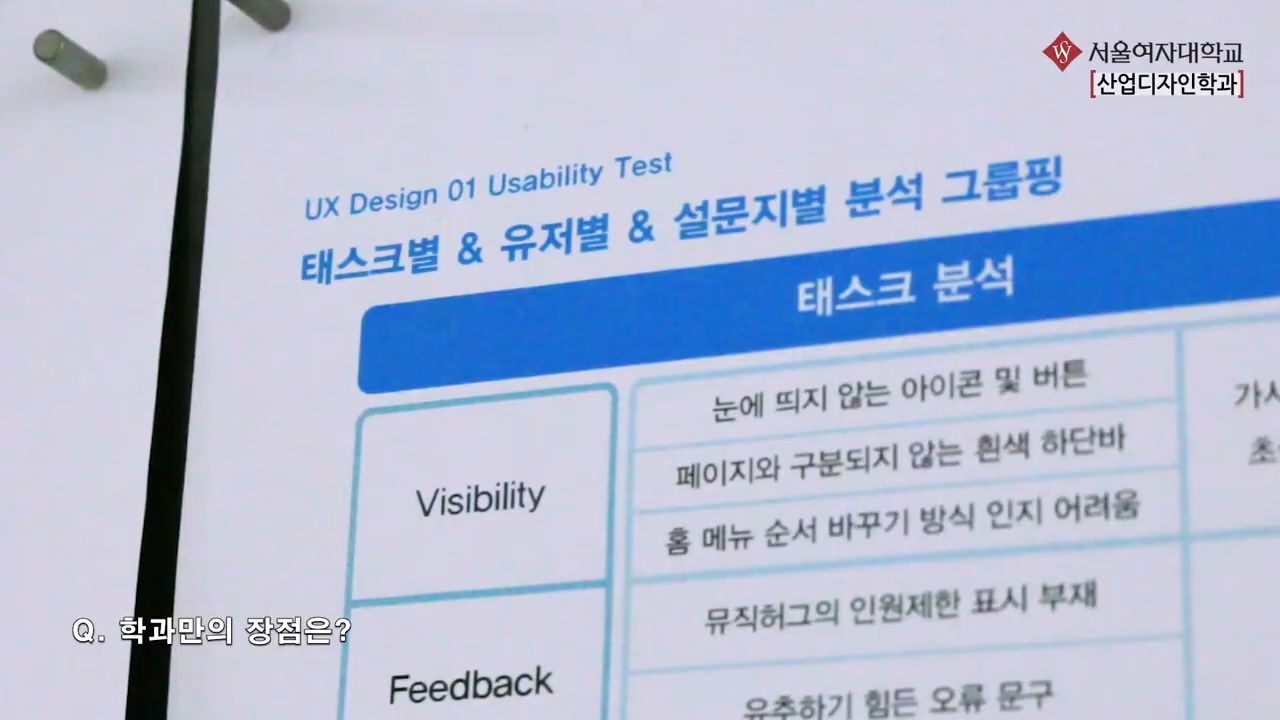 서울여자대학교
[산업디자인학과]
UX Design 01 Usability Test
태스크별 & 유저별 & 설문지별 분석 그룹핑
태스크 분석
Visibility
눈에 띄지 않는 아이콘 및 버튼
페이지와 구분되지 않는 흰색 하단바
홈 메뉴 순서 바꾸기 방식 인지 어려움
Feedback
뮤직허그의 인원제한 표시 부재
유추하기 힘든 오류 문구
Q. 학과만의 장점은?